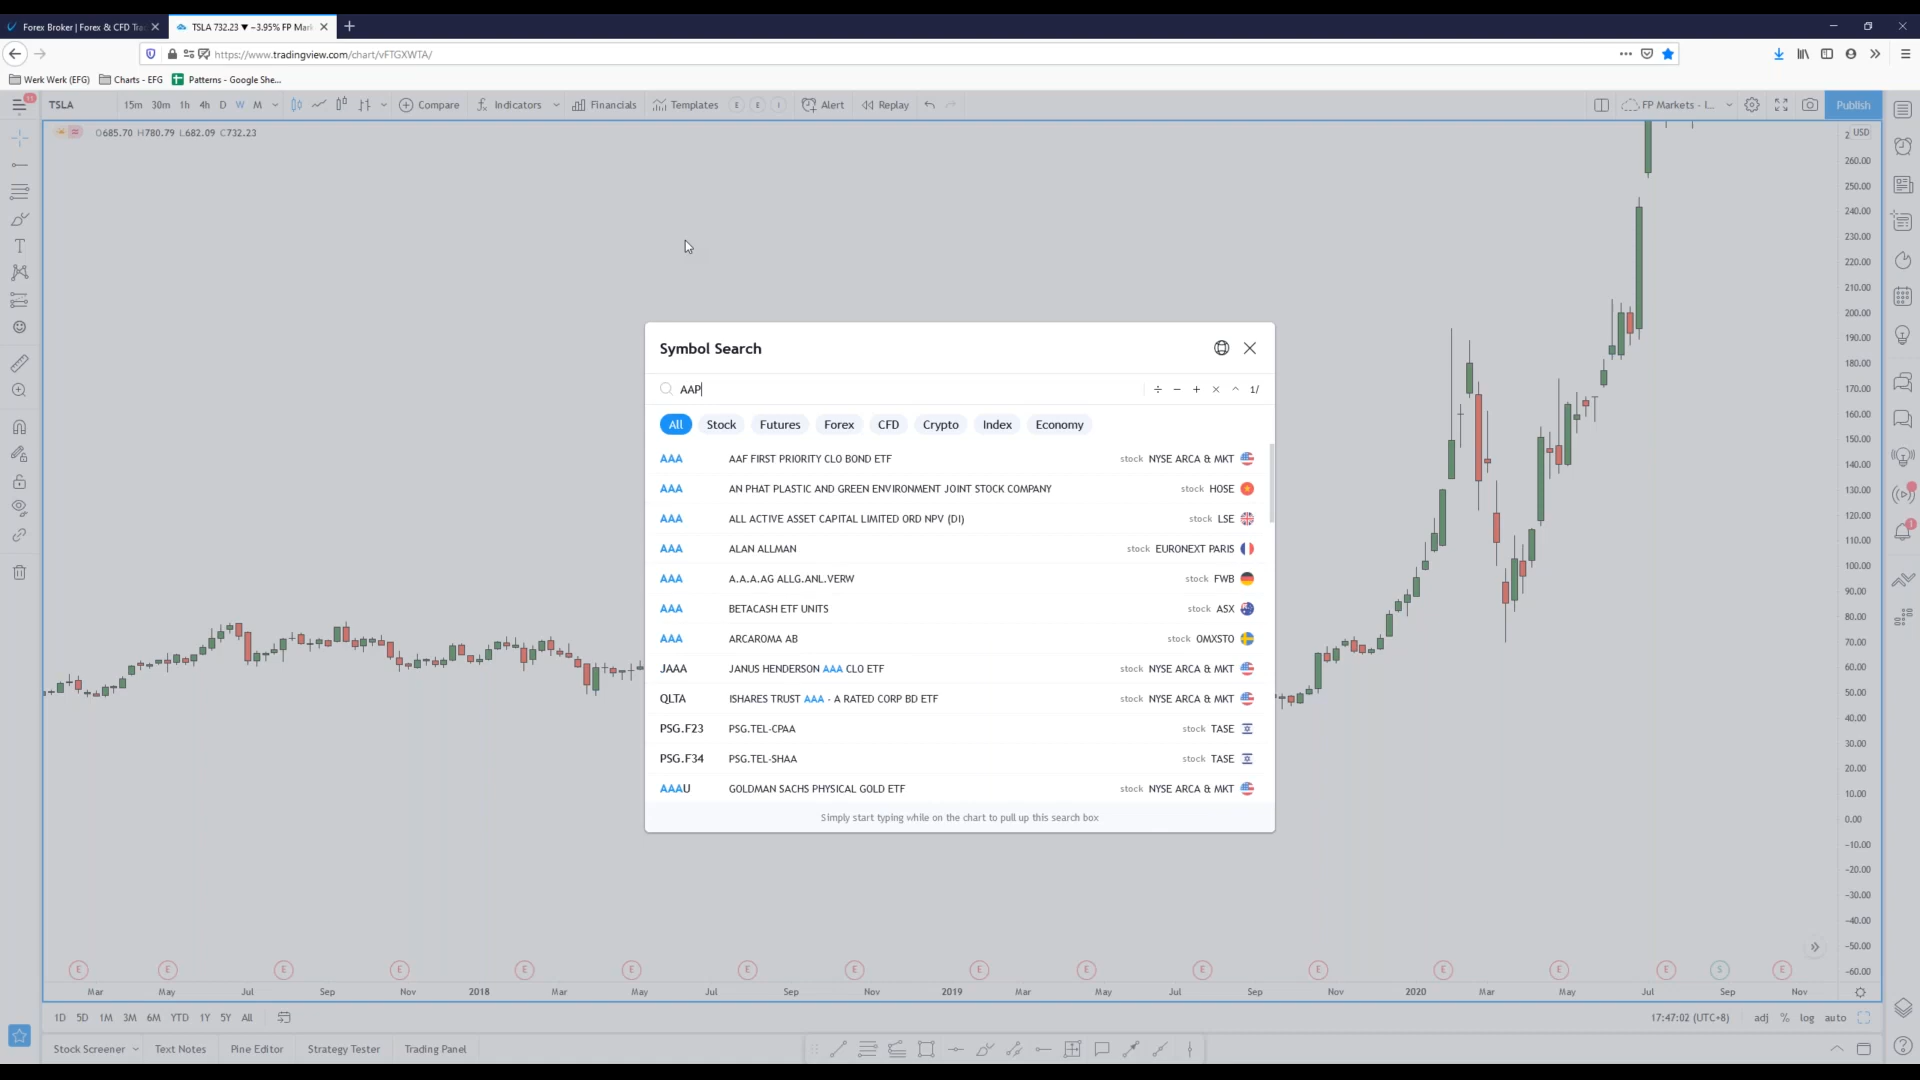 Forex Broker | Forex & CFD Tra
TSLA 732.23 ▼ −3.95% FP Mar
https://www.tradingview.com/chart/vFTGXWTA/
Werk Werk (EFG) Charts - EFG Patterns - Google She...
TSLA 15m 30m 1h 4h D W M Compare Indicators Financials Templates E E I Alert Replay FP Markets - I... Publish
O685.70 H780.79 L682.09 C732.23
USD
260.00
250.00
240.00
230.00
220.00
210.00
200.00
190.00
180.00
170.00
160.00
150.00
140.00
130.00
120.00
110.00
100.00
90.00
80.00
70.00
60.00
50.00
40.00
30.00
20.00
10.00
0.00
−10.00
−20.00
−30.00
−40.00
−50.00
−60.00
Symbol Search
AAP ÷ − + × ^ 1/
All Stock Futures Forex CFD Crypto Index Economy
AAA AAF FIRST PRIORITY CLO BOND ETF stock NYSE ARCA & MKT
AAA AN PHAT PLASTIC AND GREEN ENVIRONMENT JOINT STOCK COMPANY stock HOSE
AAA ALL ACTIVE ASSET CAPITAL LIMITED ORD NPV (DI) stock LSE
AAA ALAN ALLMAN stock EURONEXT PARIS
AAA A.A.A.AG ALLG.ANL.VERW stock FWB
AAA BETACASH ETF UNITS stock ASX
AAA ARCAROMA AB stock OMXSTO
JAAA JANUS HENDERSON AAA CLO ETF stock NYSE ARCA & MKT
QLTA ISHARES TRUST AAA - A RATED CORP BD ETF stock NYSE ARCA & MKT
PSG.F23 PSG.TEL-CPAA stock TASE
PSG.F34 PSG.TEL-SHAA stock TASE
AAAU GOLDMAN SACHS PHYSICAL GOLD ETF stock NYSE ARCA & MKT
Simply start typing while on the chart to pull up this search box
E E E E E E E E E E E E E E E S E
Mar May Jul Sep Nov 2018 Mar May Jul Sep Nov 2019 Mar May Jul Sep Nov 2020 Mar May Jul Sep Nov
1D 5D 1M 3M 6M YTD 1Y 5Y All 17:47:02 (UTC+8) adj % log auto
Stock Screener Text Notes Pine Editor Strategy Tester Trading Panel